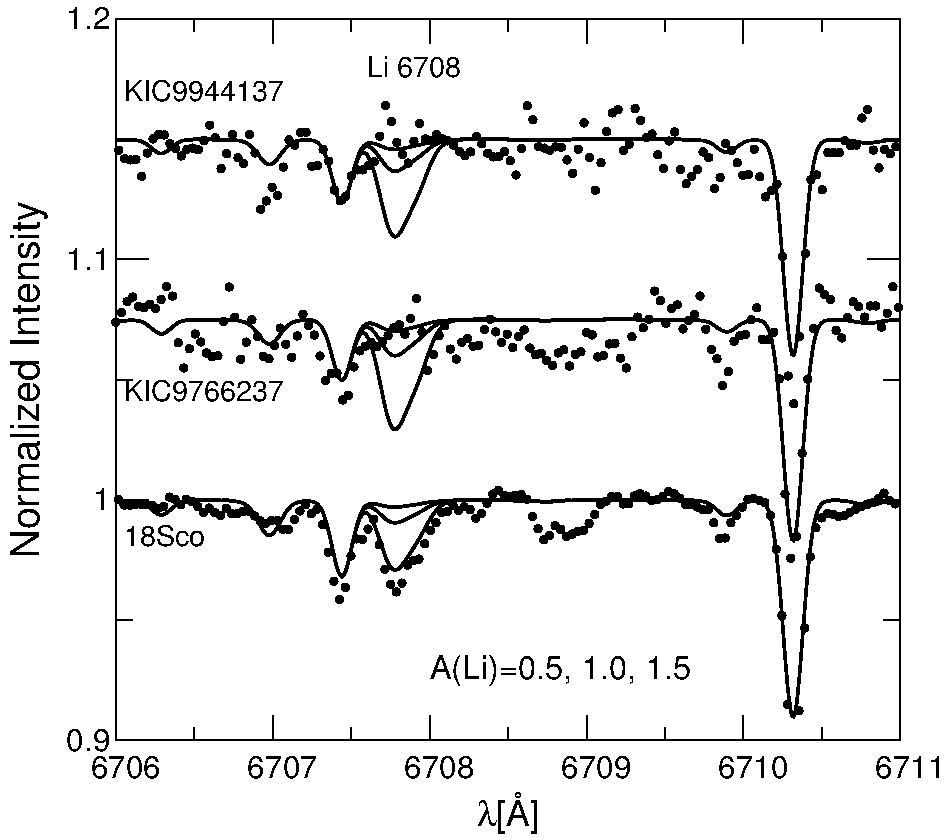 1.2
Li 6708
KIC9944137
1.1
Normalized Intensity
KIC9766237
1
18Sco
A(Li)=0.5, 1.0, 1.5
0.9
6706 6707 6708 6709 6710 6711
λ[Å]